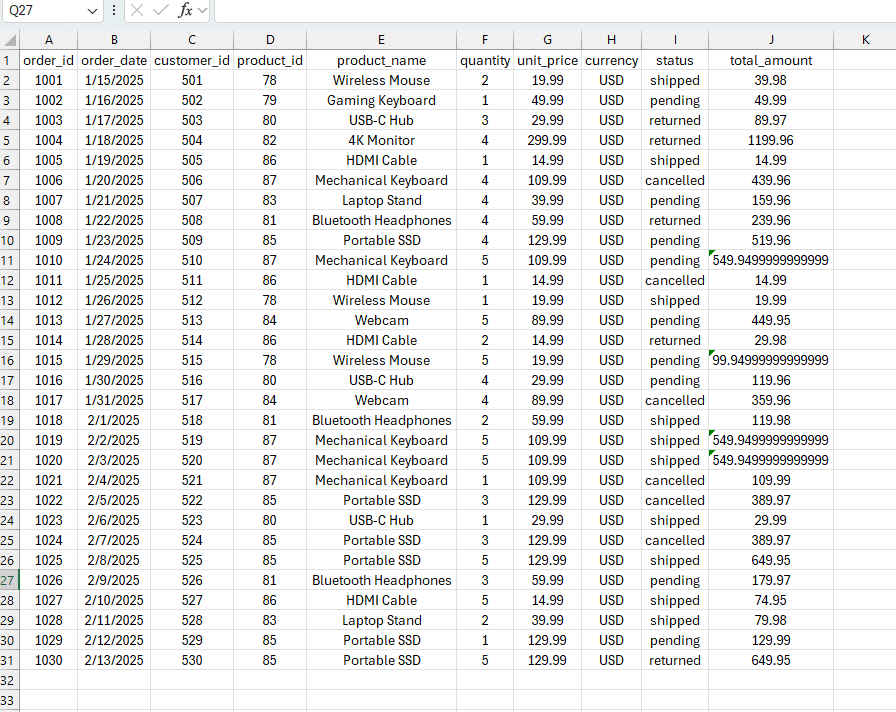 Q27 fx
A B C D E F G H I J K
1 order_id order_date customer_id product_id product_name quantity unit_price currency status total_amount
2 1001 1/15/2025 501 78 Wireless Mouse 2 19.99 USD shipped 39.98
3 1002 1/16/2025 502 79 Gaming Keyboard 1 49.99 USD pending 49.99
4 1003 1/17/2025 503 80 USB-C Hub 3 29.99 USD returned 89.97
5 1004 1/18/2025 504 82 4K Monitor 4 299.99 USD returned 1199.96
6 1005 1/19/2025 505 86 HDMI Cable 1 14.99 USD shipped 14.99
7 1006 1/20/2025 506 87 Mechanical Keyboard 4 109.99 USD cancelled 439.96
8 1007 1/21/2025 507 83 Laptop Stand 4 39.99 USD pending 159.96
9 1008 1/22/2025 508 81 Bluetooth Headphones 4 59.99 USD returned 239.96
10 1009 1/23/2025 509 85 Portable SSD 4 129.99 USD pending 519.96
11 1010 1/24/2025 510 87 Mechanical Keyboard 5 109.99 USD pending 549.9499999999999
12 1011 1/25/2025 511 86 HDMI Cable 1 14.99 USD cancelled 14.99
13 1012 1/26/2025 512 78 Wireless Mouse 1 19.99 USD shipped 19.99
14 1013 1/27/2025 513 84 Webcam 5 89.99 USD pending 449.95
15 1014 1/28/2025 514 86 HDMI Cable 2 14.99 USD returned 29.98
16 1015 1/29/2025 515 78 Wireless Mouse 5 19.99 USD pending 99.94999999999999
17 1016 1/30/2025 516 80 USB-C Hub 4 29.99 USD pending 119.96
18 1017 1/31/2025 517 84 Webcam 4 89.99 USD cancelled 359.96
19 1018 2/1/2025 518 81 Bluetooth Headphones 2 59.99 USD shipped 119.98
20 1019 2/2/2025 519 87 Mechanical Keyboard 5 109.99 USD shipped 549.9499999999999
21 1020 2/3/2025 520 87 Mechanical Keyboard 5 109.99 USD shipped 549.9499999999999
22 1021 2/4/2025 521 87 Mechanical Keyboard 1 109.99 USD cancelled 109.99
23 1022 2/5/2025 522 85 Portable SSD 3 129.99 USD cancelled 389.97
24 1023 2/6/2025 523 80 USB-C Hub 1 29.99 USD shipped 29.99
25 1024 2/7/2025 524 85 Portable SSD 3 129.99 USD cancelled 389.97
26 1025 2/8/2025 525 85 Portable SSD 5 129.99 USD shipped 649.95
27 1026 2/9/2025 526 81 Bluetooth Headphones 3 59.99 USD pending 179.97
28 1027 2/10/2025 527 86 HDMI Cable 5 14.99 USD shipped 74.95
29 1028 2/11/2025 528 83 Laptop Stand 2 39.99 USD shipped 79.98
30 1029 2/12/2025 529 85 Portable SSD 1 129.99 USD pending 129.99
31 1030 2/13/2025 530 85 Portable SSD 5 129.99 USD returned 649.95
32
33